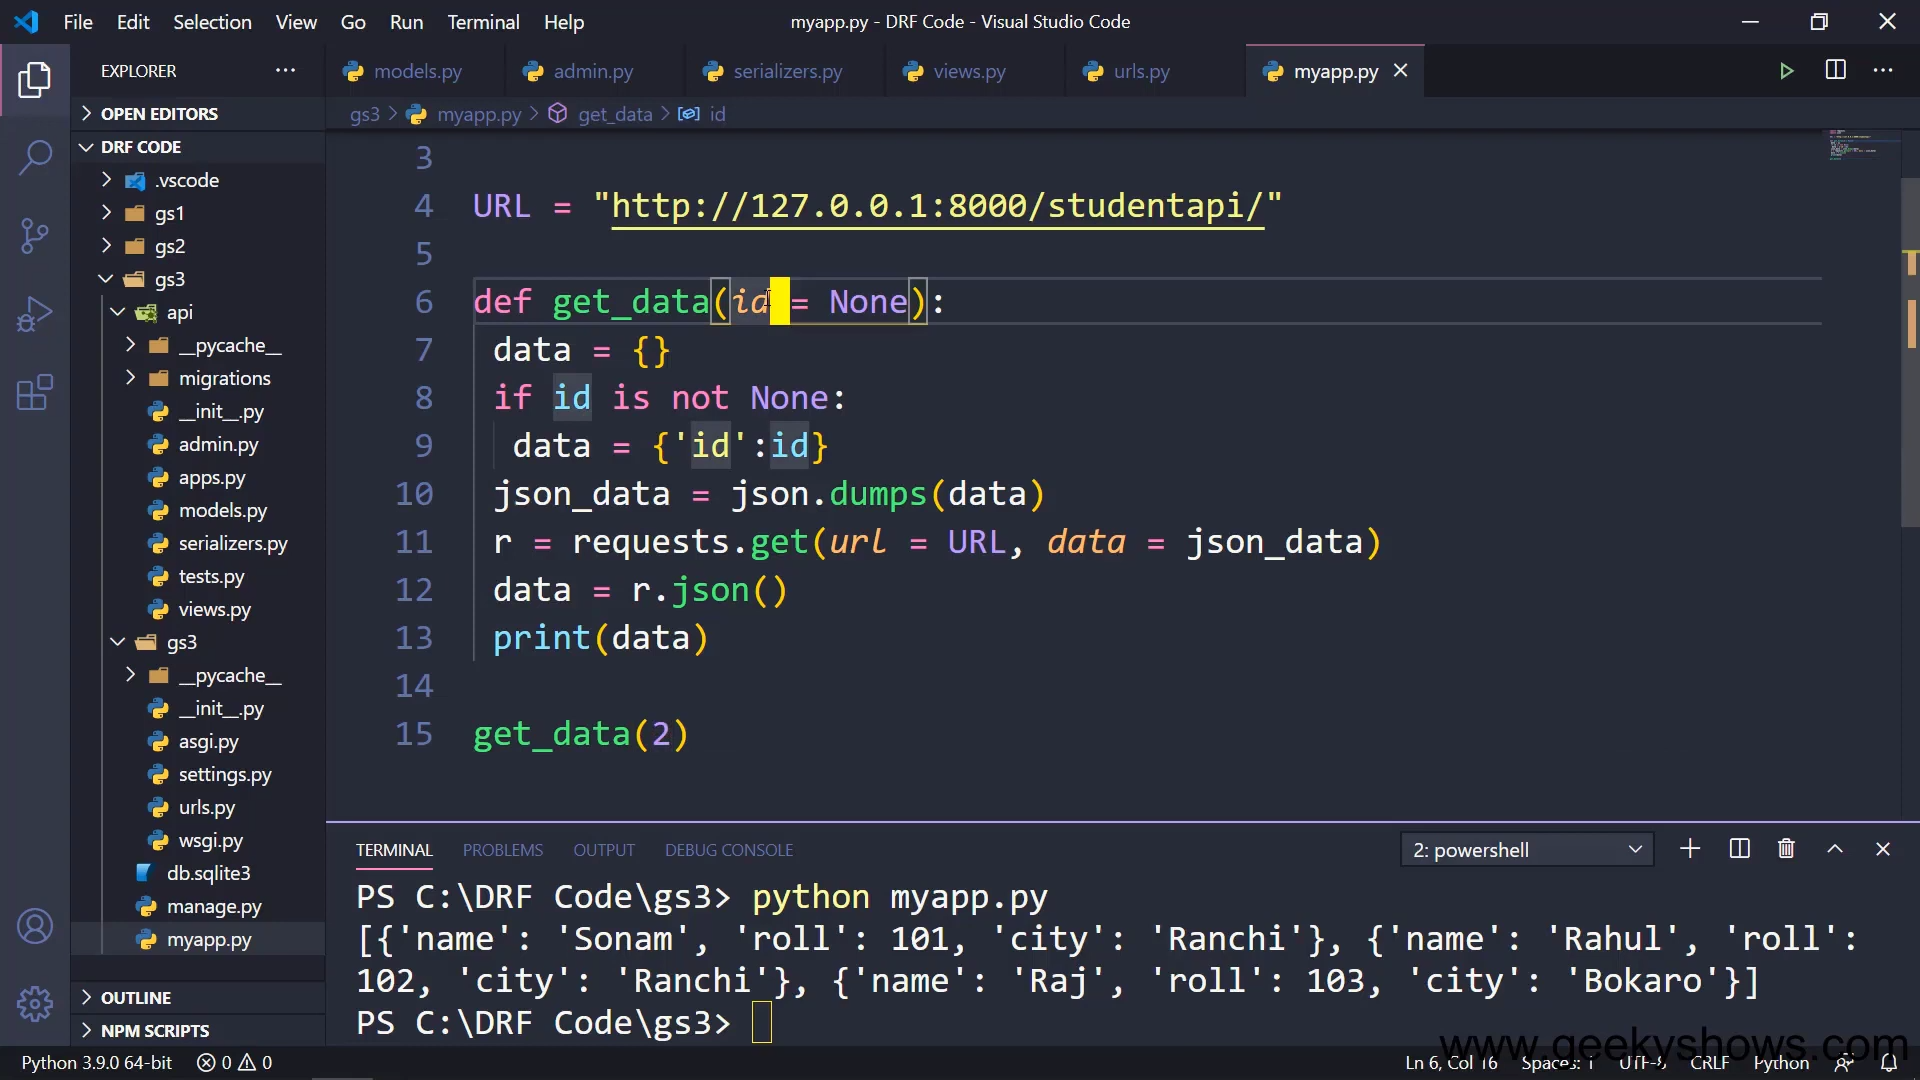 File Edit Selection View Go Run Terminal Help
myapp.py - DRF Code - Visual Studio Code
EXPLORER
models.py admin.py serializers.py views.py urls.py myapp.py
OPEN EDITORS
gs3 > myapp.py > get_data > id
DRF CODE
.vscode
gs1
gs2
gs3
api
__pycache__
migrations
__init__.py
admin.py
apps.py
models.py
serializers.py
tests.py
views.py
gs3
__pycache__
__init__.py
asgi.py
settings.py
urls.py
wsgi.py
db.sqlite3
manage.py
myapp.py
OUTLINE
NPM SCRIPTS
3
4 URL = "http://127.0.0.1:8000/studentapi/"
5
6 def get_data(id = None):
7 data = {}
8 if id is not None:
9 data = {'id':id}
10 json_data = json.dumps(data)
11 r = requests.get(url = URL, data = json_data)
12 data = r.json()
13 print(data)
14
15 get_data(2)
TERMINAL PROBLEMS OUTPUT DEBUG CONSOLE
2: powershell
PS C:\DRF Code\gs3> python myapp.py
[{'name': 'Sonam', 'roll': 101, 'city': 'Ranchi'}, {'name': 'Rahul', 'roll':
102, 'city': 'Ranchi'}, {'name': 'Raj', 'roll': 103, 'city': 'Bokaro'}]
PS C:\DRF Code\gs3>
www.geekyshows.com
Python 3.9.0 64-bit 0 0
Ln 6, Col 16 Spaces: 1 UTF-8 CRLF Python